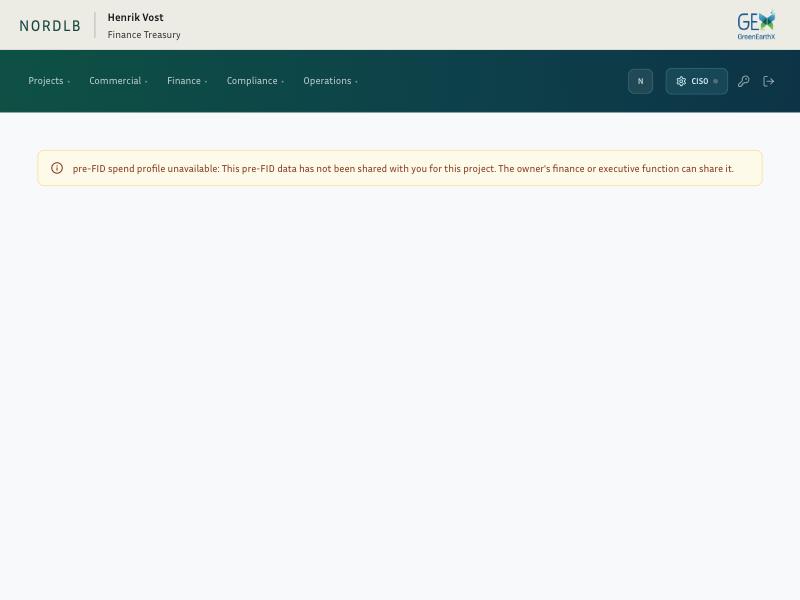 NORDLB
Henrik Vost
Finance Treasury
GEX
GreenEarthX
Projects
Commercial
Finance
Compliance
Operations
N
CISO
pre-FID spend profile unavailable: This pre-FID data has not been shared with you for this project. The owner's finance or executive function can share it.